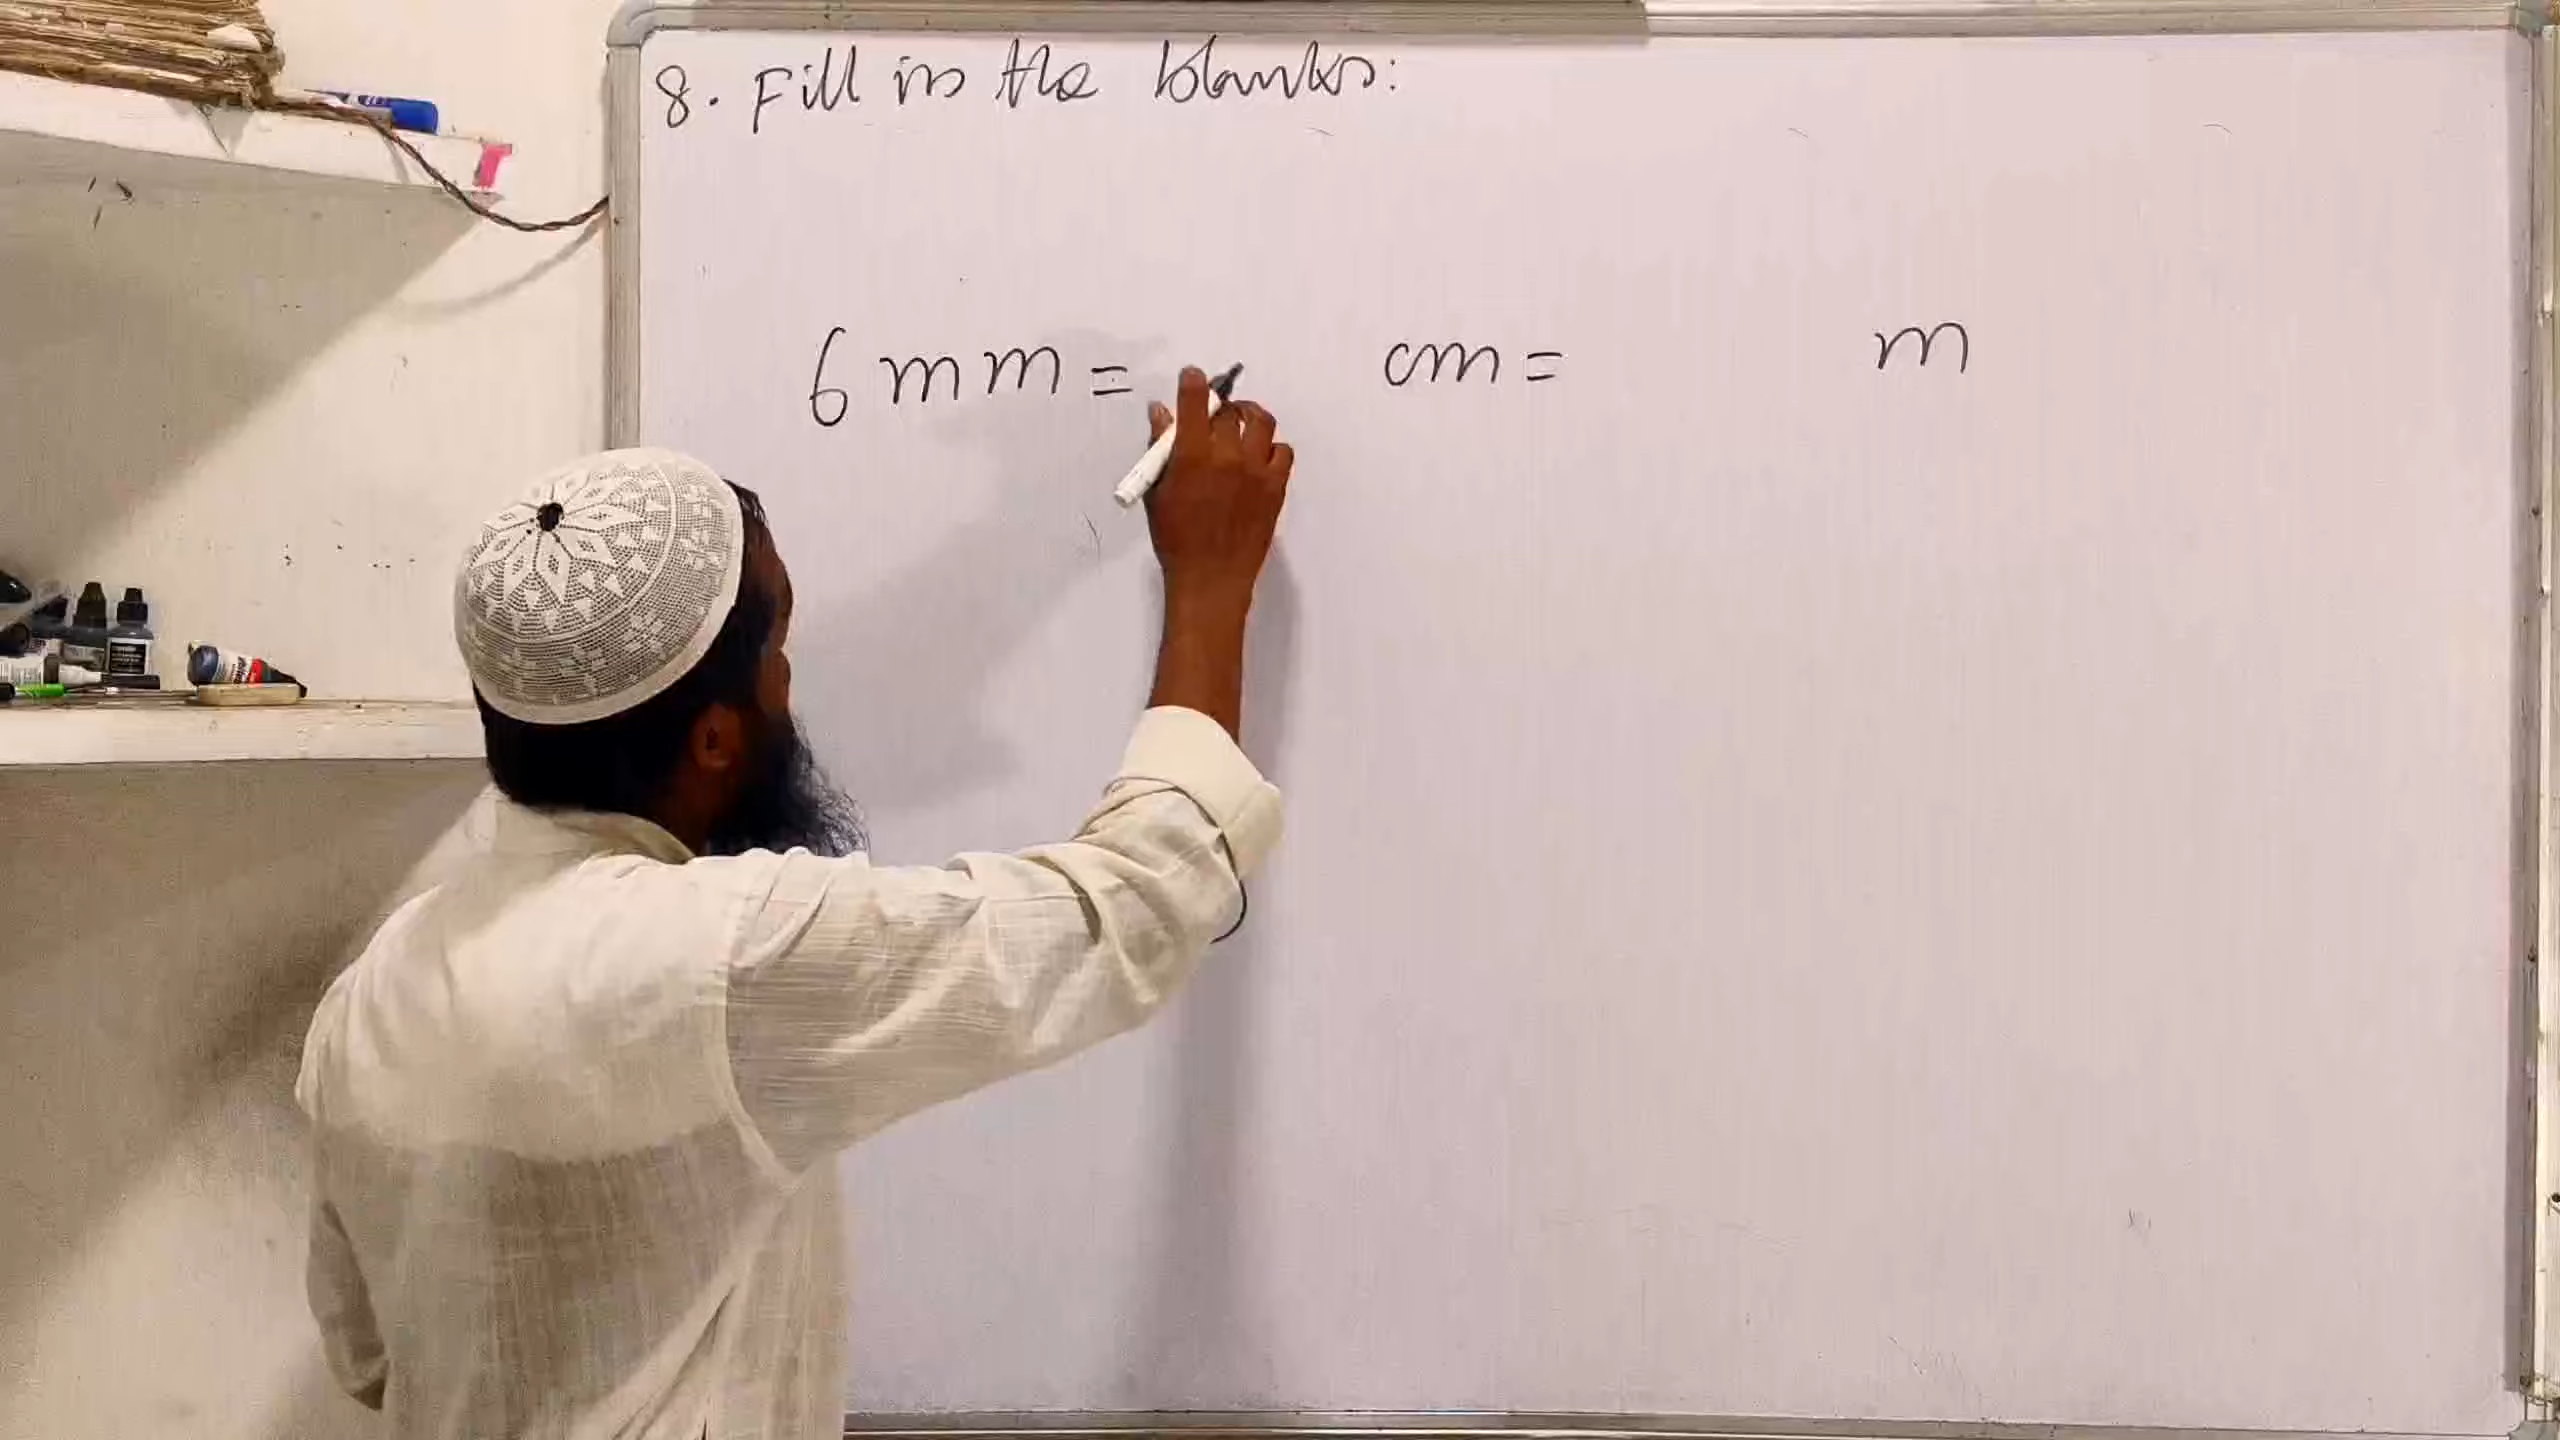 8. Fill in the blanks:
6 mm = cm = m